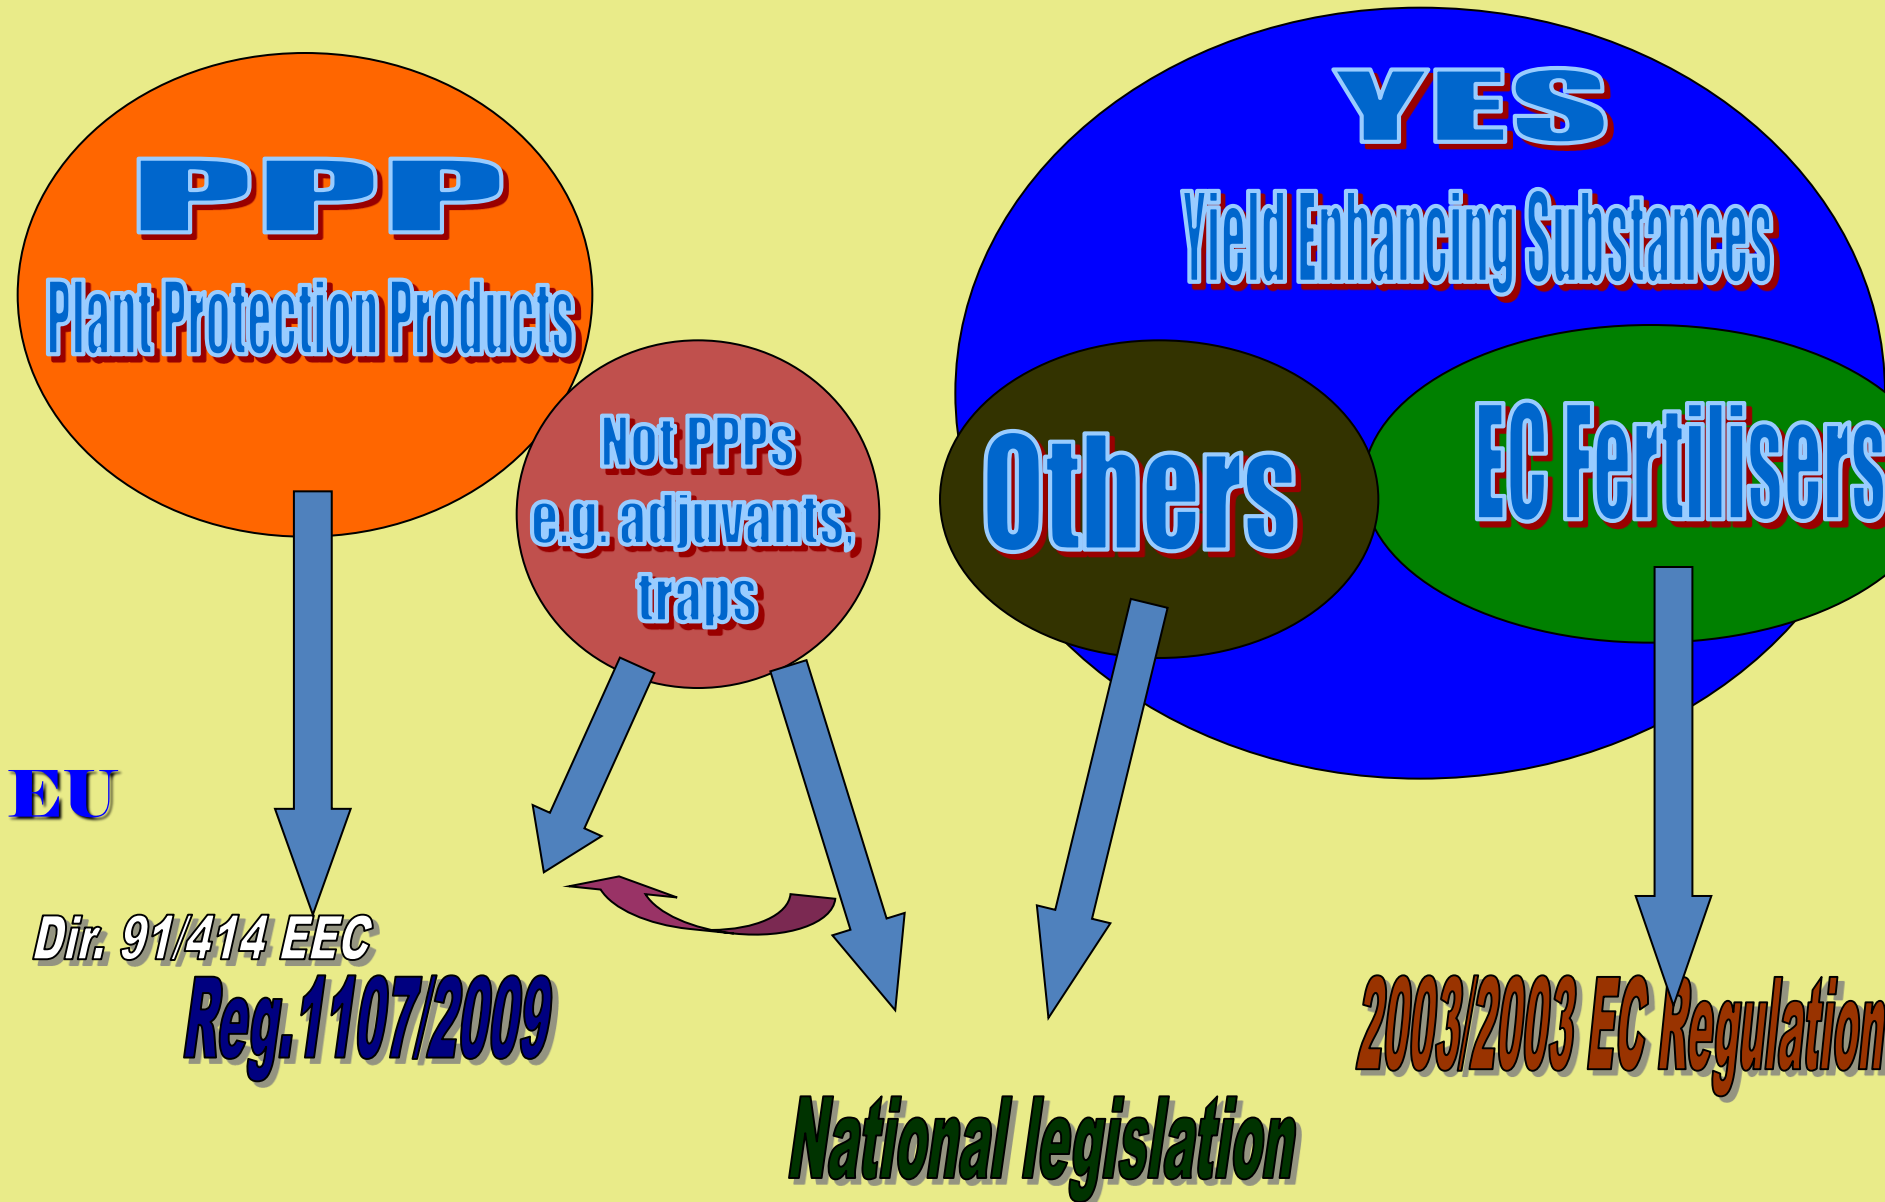 PPP
Plant Protection Products
YES
Yield Enhancing Substances
Not PPPs
e.g. adjuvants,
traps
Others
EC Fertilisers
EU
Dir. 91/414 EEC
Reg.1107/2009
2003/2003 EC Regulation
National legislation